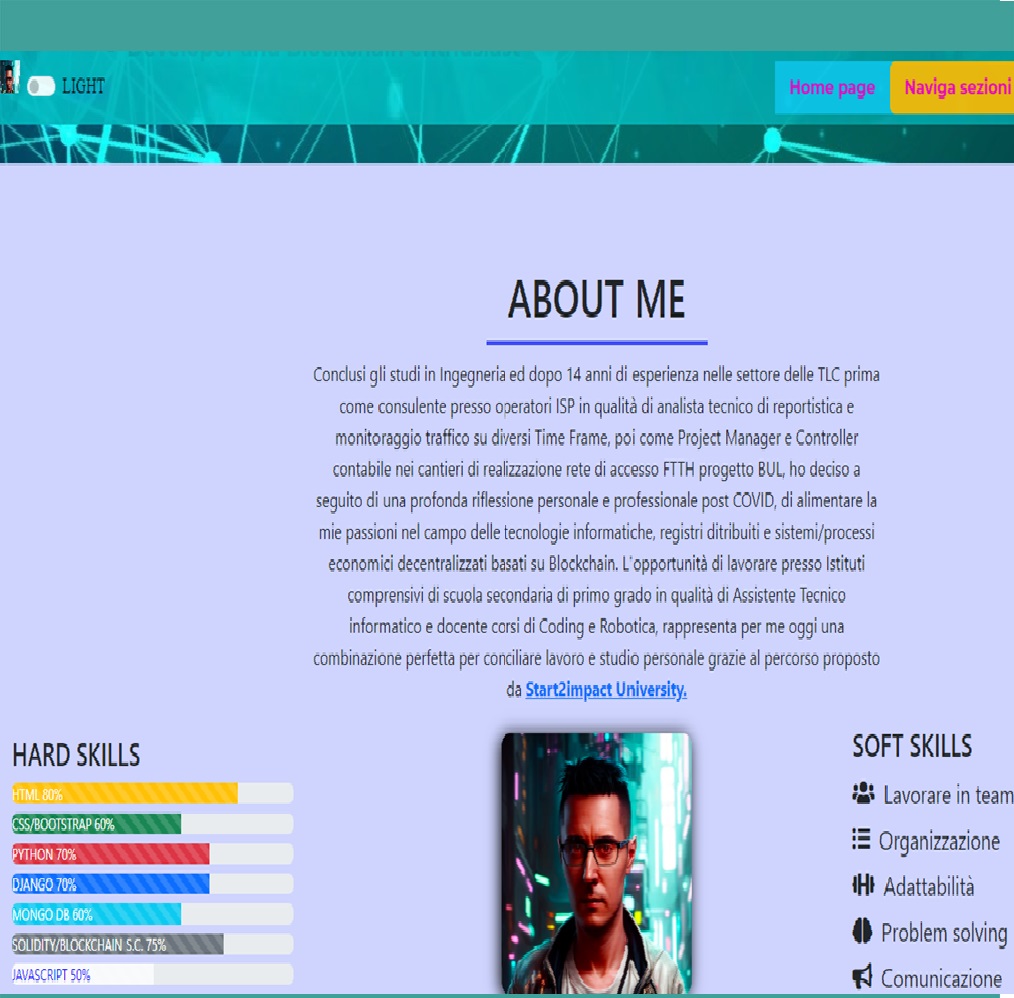 LIGHT
Home page
Naviga sezioni
ABOUT ME
Conclusi gli studi in Ingegneria ed dopo 14 anni di esperienza nelle settore delle TLC prima
come consulente presso operatori ISP in qualità di analista tecnico di reportistica e
monitoraggio traffico su diversi Time Frame, poi come Project Manager e Controller
contabile nei cantieri di realizzazione rete di accesso FTTH progetto BUL, ho deciso a
seguito di una profonda riflessione personale e professionale post COVID, di alimentare la
mie passioni nel campo delle tecnologie informatiche, registri ditribuiti e sistemi/processi
economici decentralizzati basati su Blockchain. L'opportunità di lavorare presso Istituti
comprensivi di scuola secondaria di primo grado in qualità di Assistente Tecnico
informatico e docente corsi di Coding e Robotica, rappresenta per me oggi una
combinazione perfetta per conciliare lavoro e studio personale grazie al percorso proposto
da Start2impact University.
HARD SKILLS
HTML 80%
CSS/BOOTSTRAP 60%
PYTHON 70%
DJANGO 70%
MONGO DB 60%
SOLIDITY/BLOCKCHAIN S.C. 75%
JAVASCRIPT 50%
SOFT SKILLS
Lavorare in team
Organizzazione
Adattabilità
Problem solving
Comunicazione